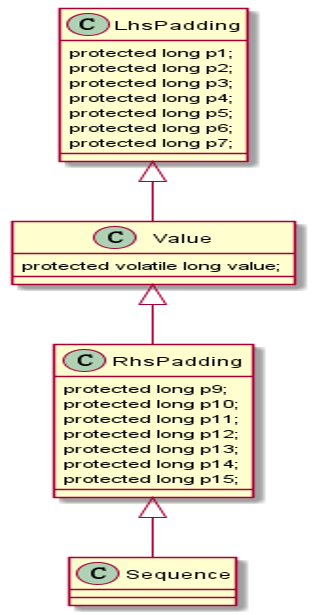 C LhsPadding
protected long p1;
protected long p2;
protected long p3;
protected long p4;
protected long p5;
protected long p6;
protected long p7;
C Value
protected volatile long value;
C RhsPadding
protected long p9;
protected long p10;
protected long p11;
protected long p12;
protected long p13;
protected long p14;
protected long p15;
C Sequence